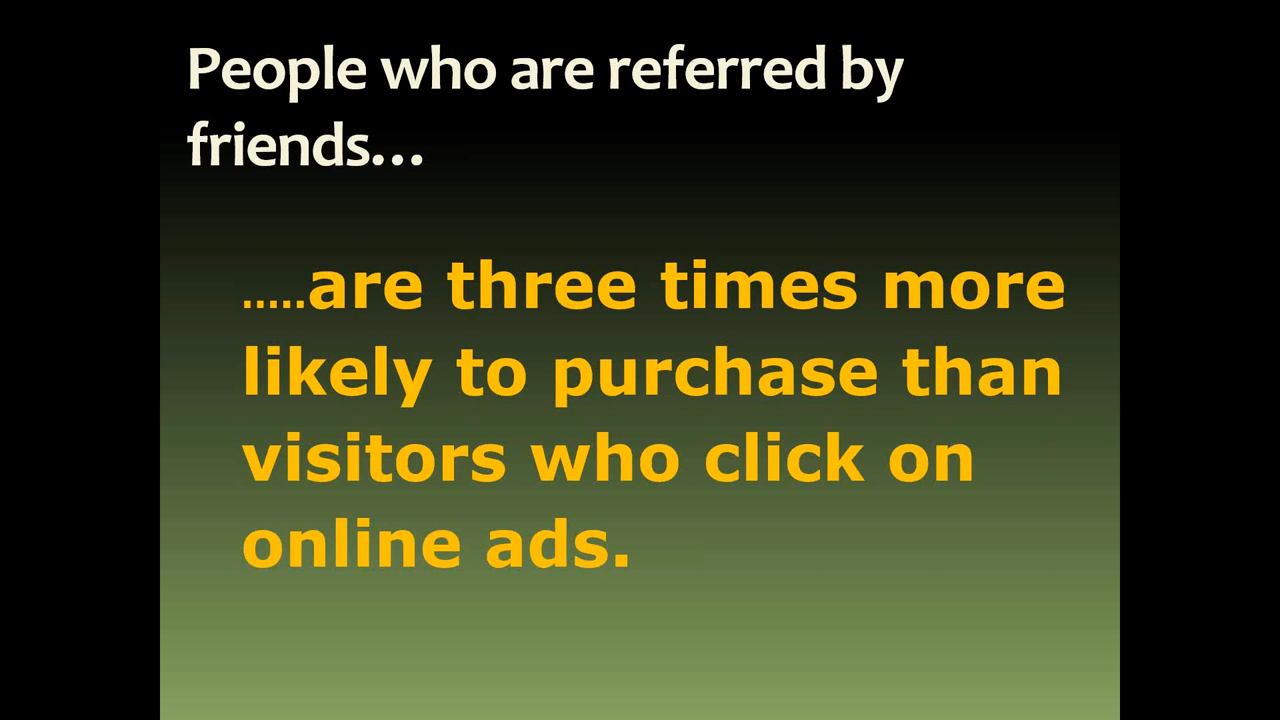 People who are referred by
friends…
.....are three times more
likely to purchase than
visitors who click on
online ads.